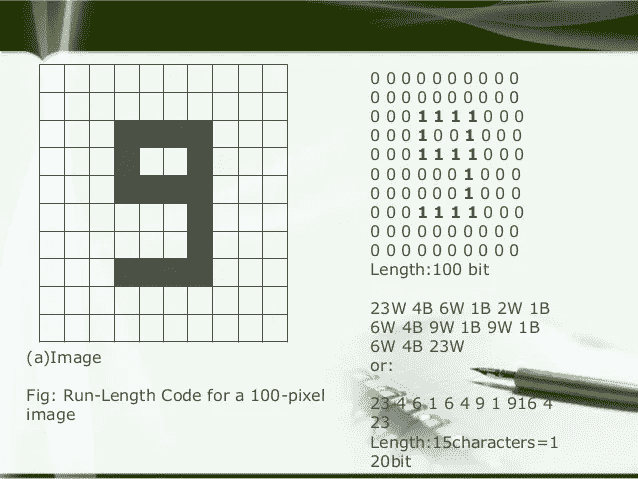 0 0 0 0 0 0 0 0 0 0
0 0 0 0 0 0 0 0 0 0
0 0 0 1 1 1 1 0 0 0
0 0 0 1 0 0 1 0 0 0
0 0 0 1 1 1 1 0 0 0
0 0 0 0 0 0 1 0 0 0
0 0 0 0 0 0 1 0 0 0
0 0 0 1 1 1 1 0 0 0
0 0 0 0 0 0 0 0 0 0
0 0 0 0 0 0 0 0 0 0
Length:100 bit
23W 4B 6W 1B 2W 1B
6W 4B 9W 1B 9W 1B
6W 4B 23W
or:
23 4 6 1 6 4 9 1 916 4
23
Length:15characters=1
20bit
(a)Image
Fig: Run-Length Code for a 100-pixel
image